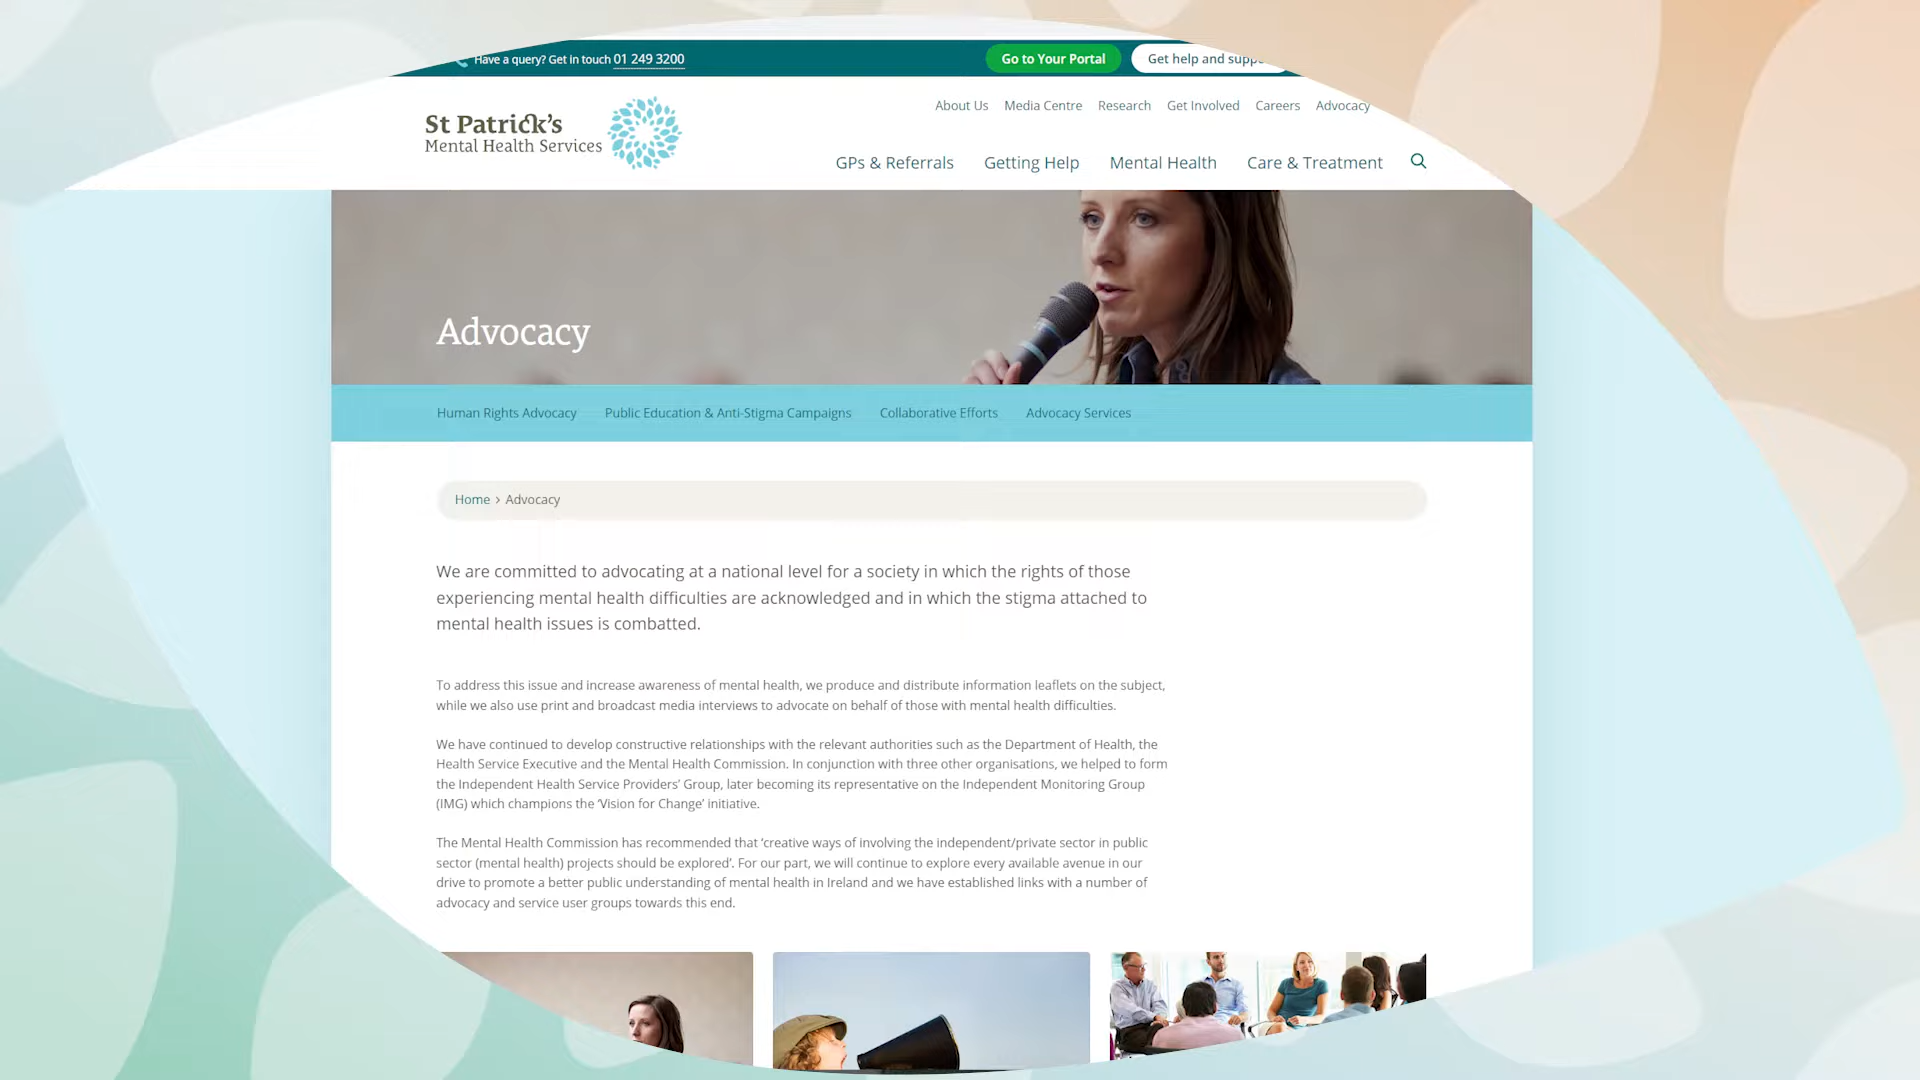 Have a query? Get in touch 01 249 3200
Go to Your Portal
Get help and
St Patrick's
Mental Health Services
About Us Media Centre Research Get Involved Careers Advocacy
GPs & Referrals Getting Help Mental Health Care & Treatment
Advocacy
Human Rights Advocacy Public Education & Anti-Stigma Campaigns Collaborative Efforts Advocacy Services
Home > Advocacy
We are committed to advocating at a national level for a society in which the rights of those
experiencing mental health difficulties are acknowledged and in which the stigma attached to
mental health issues is combatted.
To address this issue and increase awareness of mental health, we produce and distribute information leaflets on the subject,
while we also use print and broadcast media interviews to advocate on behalf of those with mental health difficulties.
We have continued to develop constructive relationships with the relevant authorities such as the Department of Health, the
Health Service Executive and the Mental Health Commission. In conjunction with three other organisations, we helped to form
the Independent Health Service Providers' Group, later becoming its representative on the Independent Monitoring Group
(IMG) which champions the 'Vision for Change' initiative.
The Mental Health Commission has recommended that 'creative ways of involving the independent/private sector in public
sector (mental health) projects should be explored'. For our part, we will continue to explore every available avenue in our
drive to promote a better public understanding of mental health in Ireland and we have established links with a number of
advocacy and service user groups towards this end.